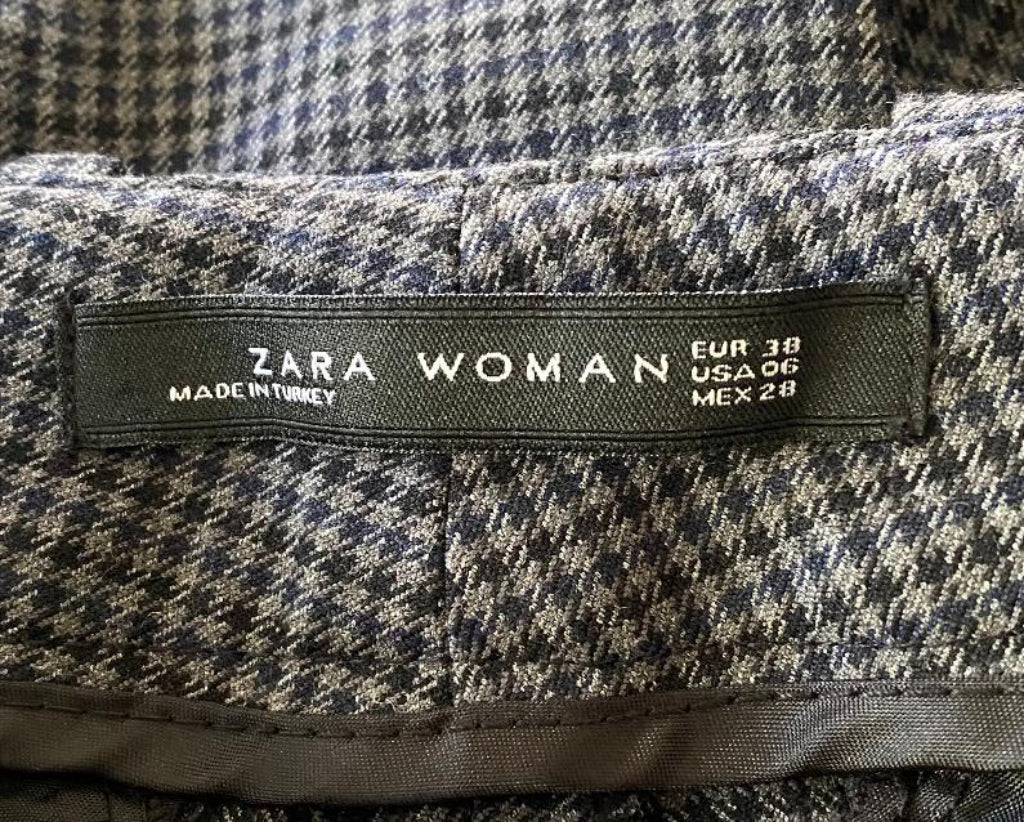 ZARA WOMAN
MADE IN TURKEY
EUR 38
USA 06
MEX 28